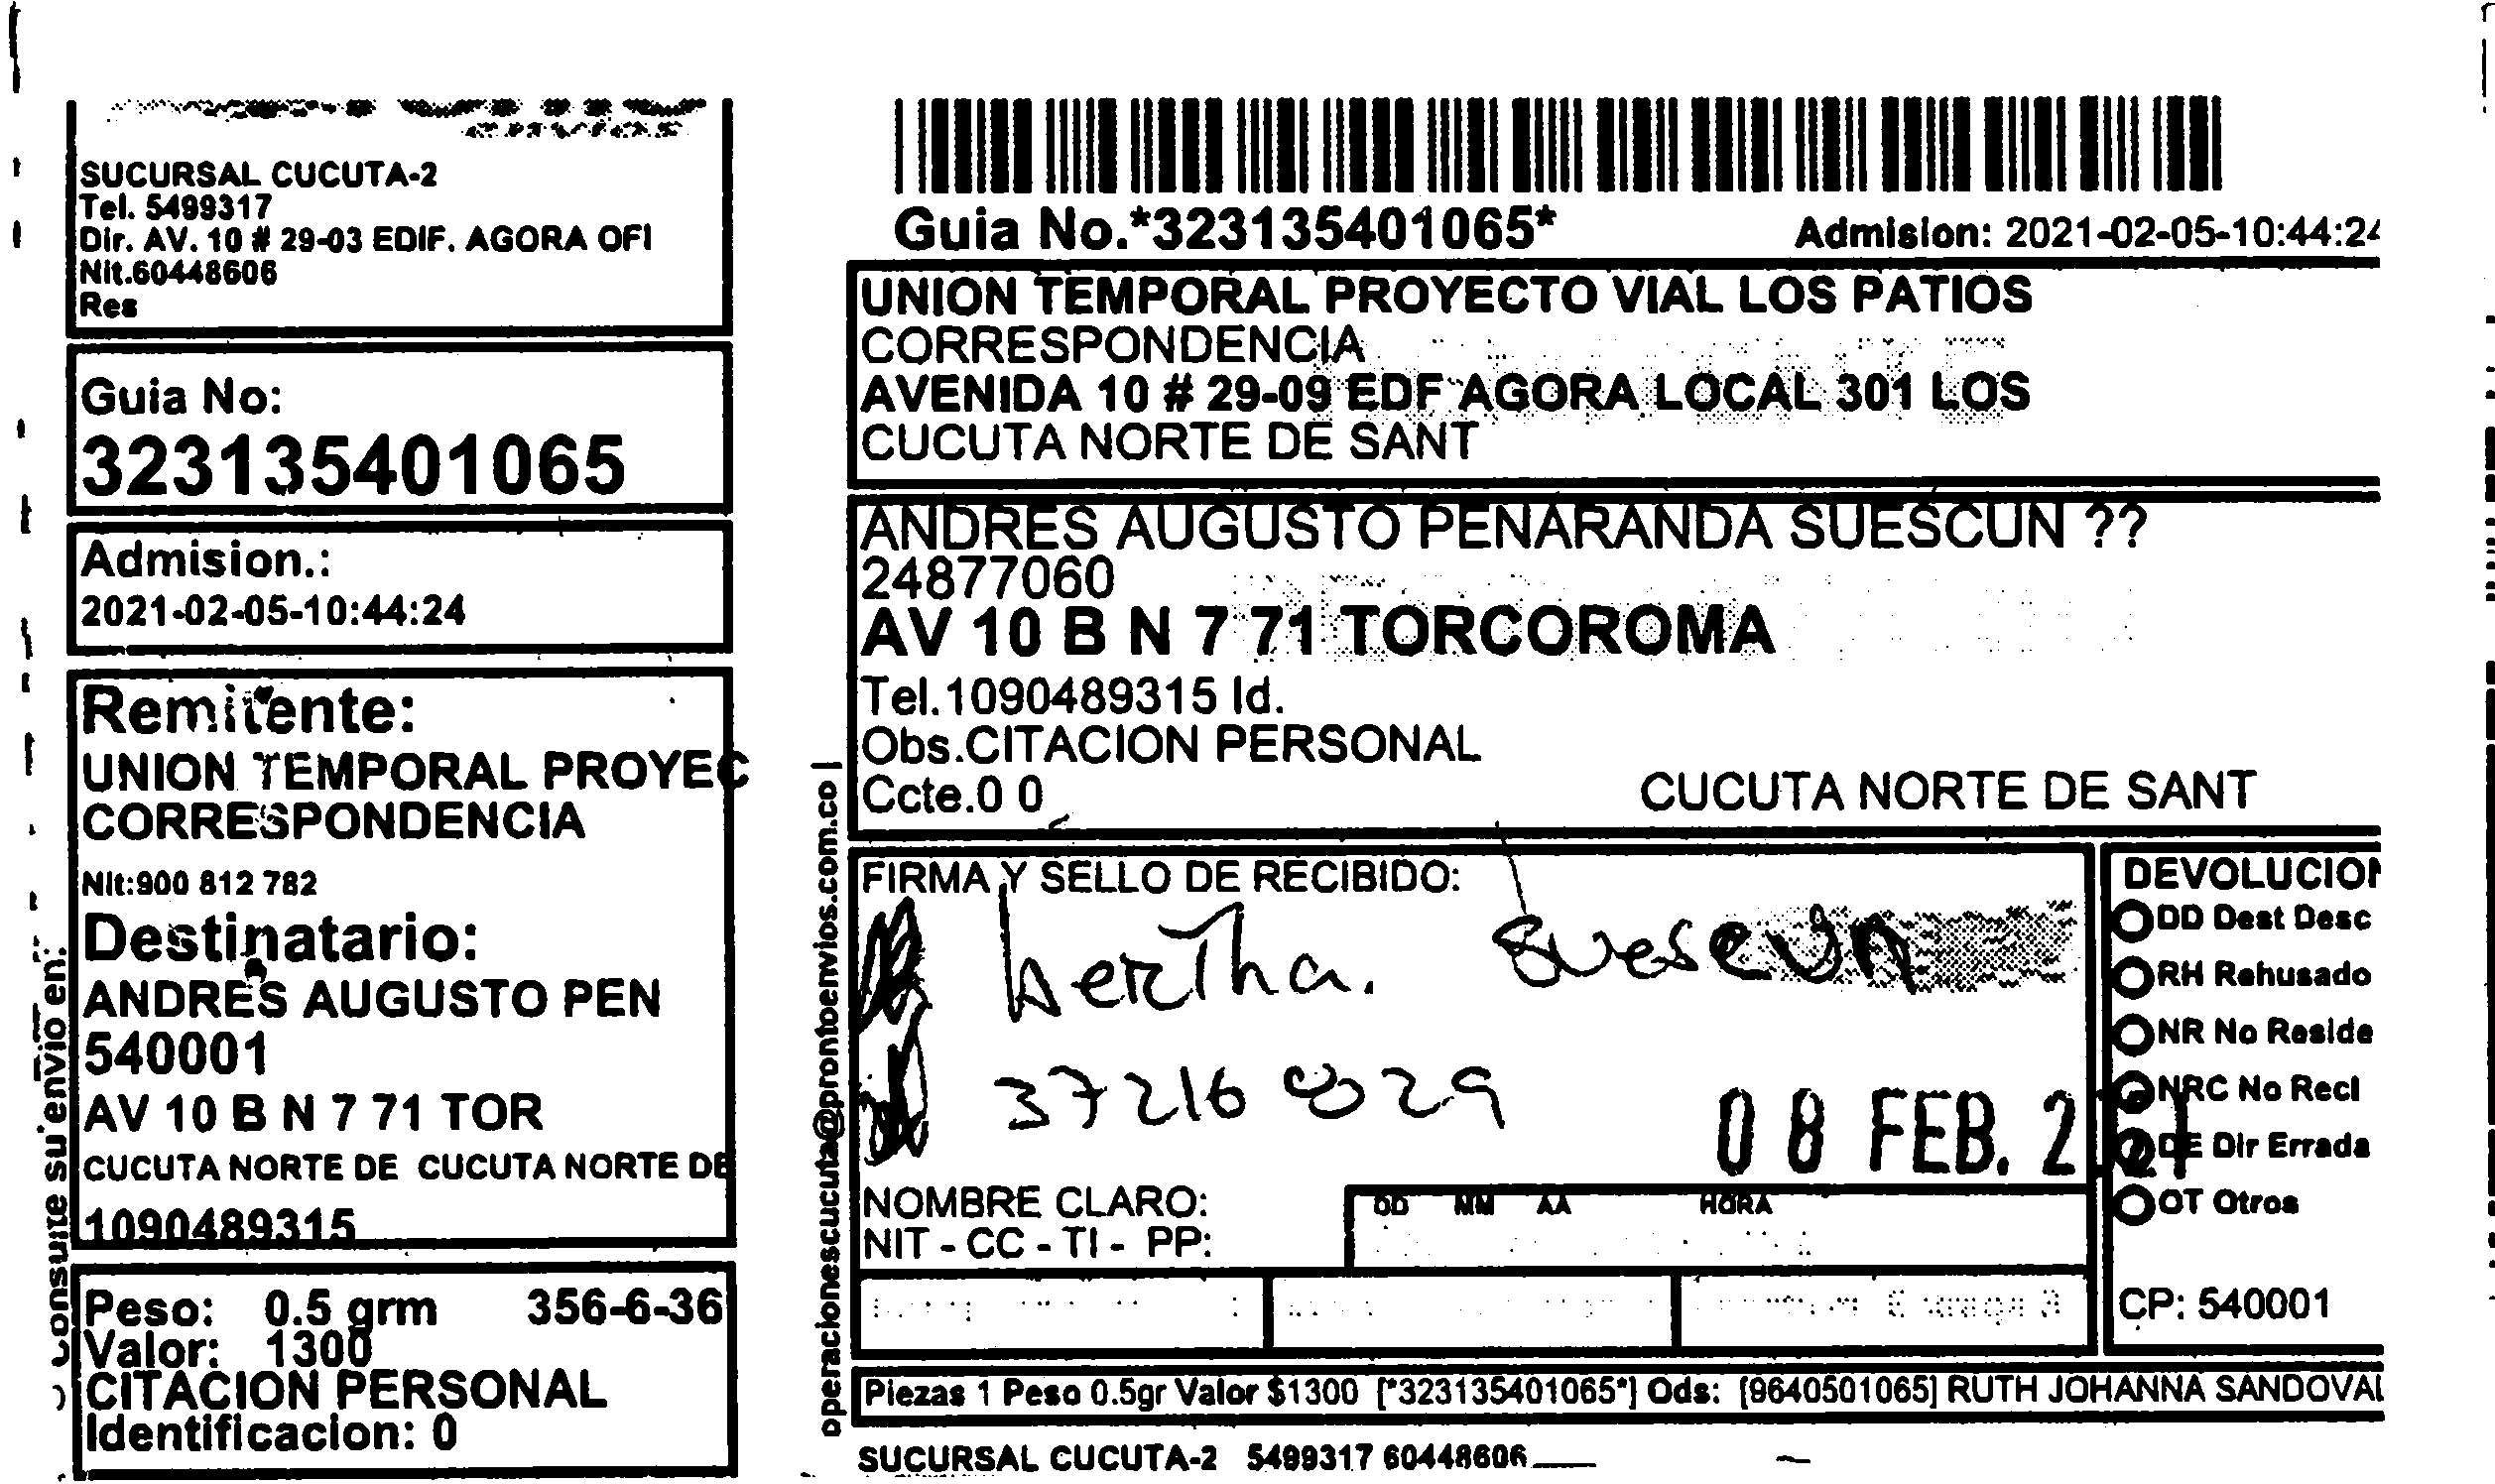 SUCURSAL CUCUTA-2
Tel. 5499317
Dir. AV. 10 # 29-03 EDIF. AGORA OFI
Nit.60448606
Res
Guia No:
323135401065
Admision.:
2021-02-05-10:44:24
Remitente:
UNION TEMPORAL PROYEC
CORRESPONDENCIA
Nit:900 812 782
Destinatario:
ANDRES AUGUSTO PEN
540001
AV 10 B N 7 71 TOR
CUCUTA NORTE DE CUCUTA NORTE DE
1090489315
Peso: 0.5 grm 356-6-36
Valor: 1300
CITACION PERSONAL
Identificacion: 0
Consulte su envio en:
operacionescucuta@prontoenvios.com.co |
Guia No.*323135401065* Admision: 2021-02-05-10:44:24
UNION TEMPORAL PROYECTO VIAL LOS PATIOS
CORRESPONDENCIA
AVENIDA 10 # 29-09 EDF AGORA LOCAL 301 LOS
CUCUTA NORTE DE SANT
ANDRES AUGUSTO PENARANDA SUESCUN ??
24877060
AV 10 B N 7 71 TORCOROMA
Tel.1090489315 Id.
Obs.CITACION PERSONAL
Ccte.0 0 CUCUTA NORTE DE SANT
FIRMA Y SELLO DE RECIBIDO:
Suescun
37216029
08 FEB.
NOMBRE CLARO:
NIT - CC - TI - PP:
DD MM AA HORA
DEVOLUCION
DD Dest Desc
RH Rehusado
NR No Reside
NRC No Recl
DE Dir Errada
OT Otros
CP: 540001
Piezas 1 Peso 0.5gr Valor $1300 [*323135401065*] Ods: [9640501065] RUTH JOHANNA SANDOVAL
SUCURSAL CUCUTA-2 5499317 60448606